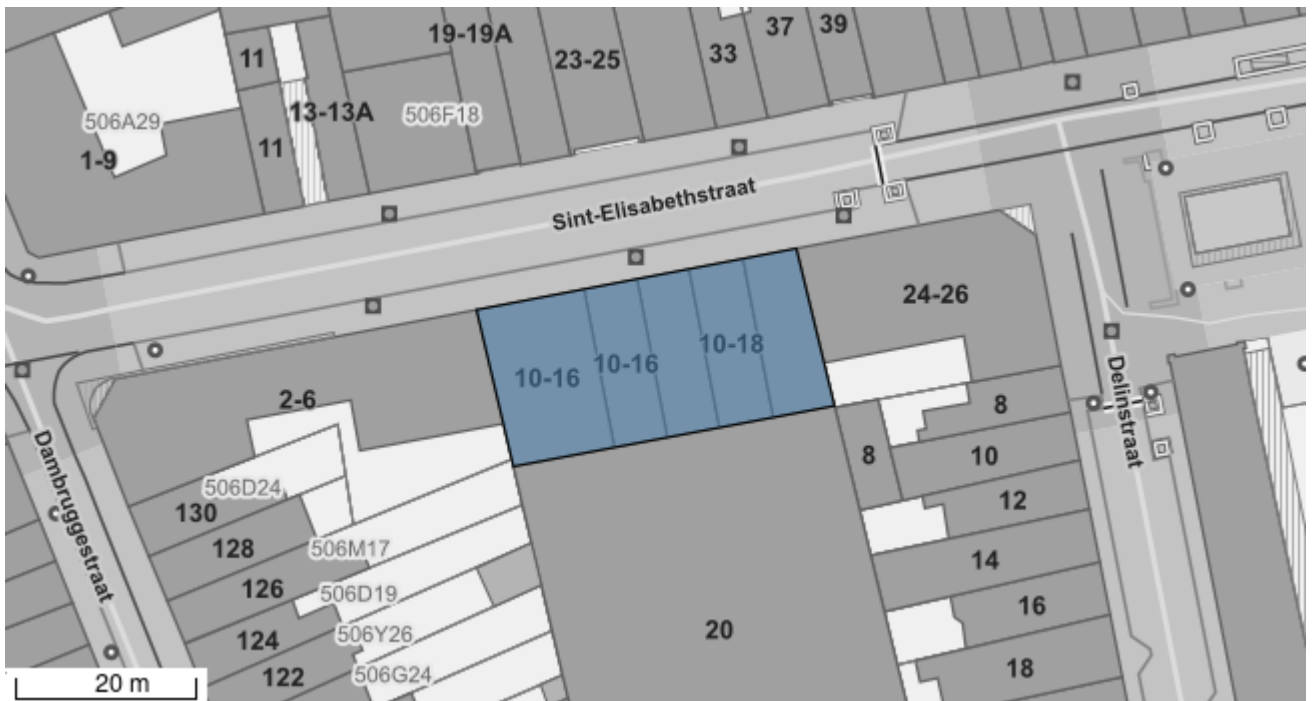 19-19A
37
39
33
11
23-25
13-13A
506F18
506A29
11
1-9
Sint-Elisabethstraat
24-26
10-18
10-16
10-16
2-6
Delinstraat
8
8
10
Dambruggestraat
506D24
130
12
128
506M17
14
126
506D19
16
124
506Y26
20
122
506G24
18
20 m